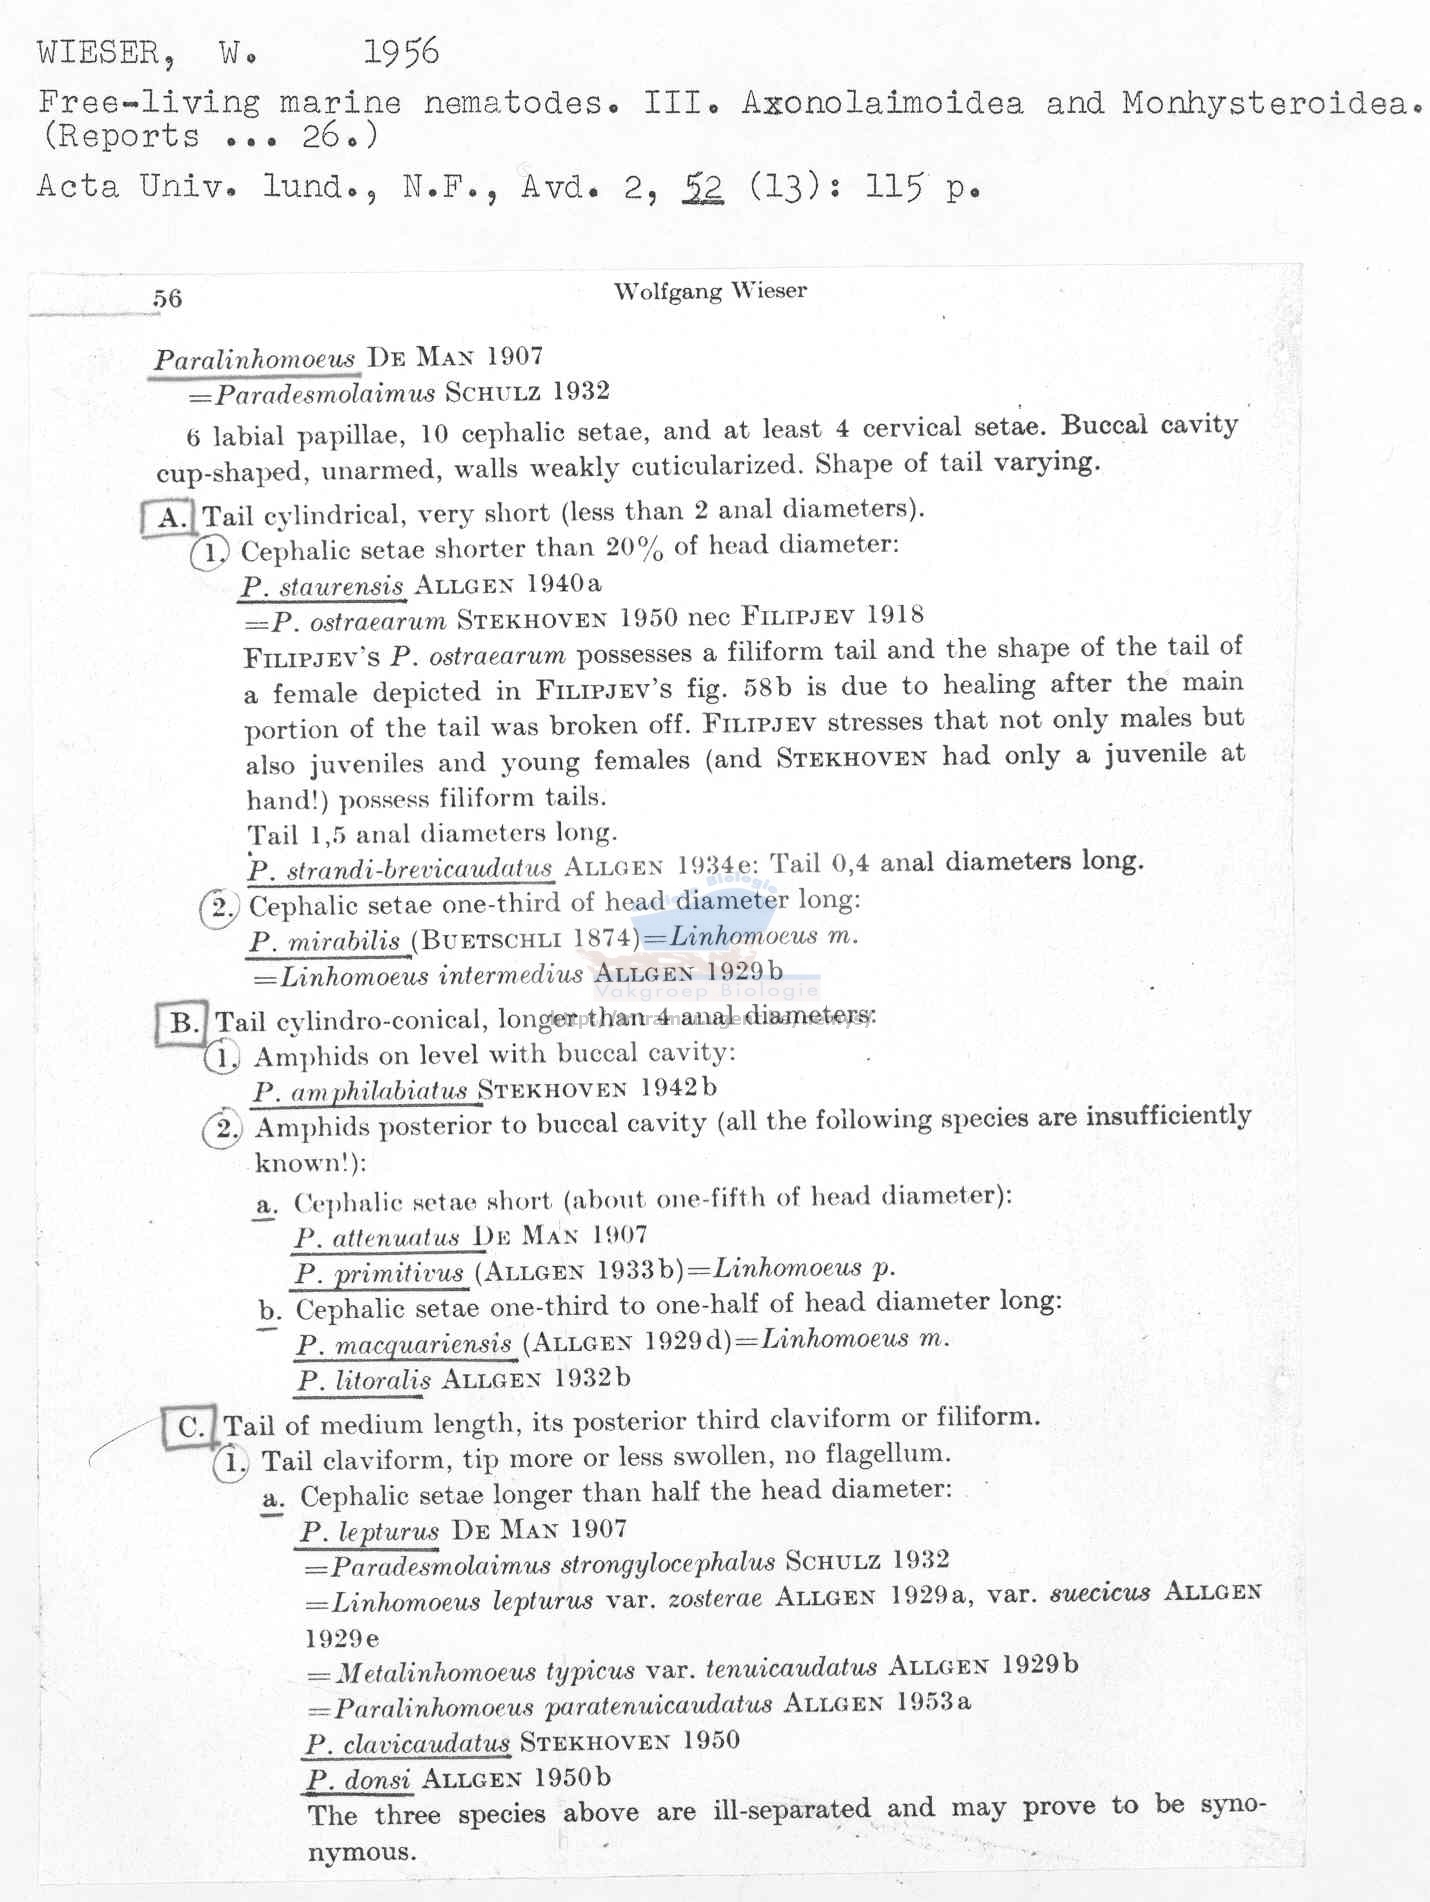 WIESER, W. 1956
Free-living marine nematodes. III. Axonolaimoidea and Monhysteroidea.
(Reports ... 26.)
Acta Univ. lund., N.F., Avd. 2, 52 (13): 115 p.
56 Wolfgang Wieser
Paralinhomoeus DE MAN 1907
=Paradesmolaimus SCHULZ 1932
6 labial papillae, 10 cephalic setae, and at least 4 cervical setae. Buccal cavity
cup-shaped, unarmed, walls weakly cuticularized. Shape of tail varying.
A. Tail cylindrical, very short (less than 2 anal diameters).
1. Cephalic setae shorter than 20% of head diameter:
P. staurensis ALLGEN 1940a
=P. ostraearum STEKHOVEN 1950 nec FILIPJEV 1918
FILIPJEV'S P. ostraearum possesses a filiform tail and the shape of the tail of
a female depicted in FILIPJEV'S fig. 58b is due to healing after the main
portion of the tail was broken off. FILIPJEV stresses that not only males but
also juveniles and young females (and STEKHOVEN had only a juvenile at
hand!) possess filiform tails.
Tail 1,5 anal diameters long.
P. strandi-brevicaudatus ALLGEN 1934e: Tail 0,4 anal diameters long.
2. Cephalic setae one-third of head diameter long:
P. mirabilis (BUETSCHLI 1874)=Linhomoeus m.
=Linhomoeus intermedius ALLGEN 1929b
Vakgroep Biologie
B. Tail cylindro-conical, longer than 4 anal diameters:
1. Amphids on level with buccal cavity:
P. amphilabiatus STEKHOVEN 1942b
2. Amphids posterior to buccal cavity (all the following species are insufficiently
known!):
a. Cephalic setae short (about one-fifth of head diameter):
P. attenuatus DE MAN 1907
P. primitivus (ALLGEN 1933b)=Linhomoeus p.
b. Cephalic setae one-third to one-half of head diameter long:
P. macquariensis (ALLGEN 1929d)=Linhomoeus m.
P. litoralis ALLGEN 1932b
C. Tail of medium length, its posterior third claviform or filiform.
1. Tail claviform, tip more or less swollen, no flagellum.
a. Cephalic setae longer than half the head diameter:
P. lepturus DE MAN 1907
=Paradesmolaimus strongylocephalus SCHULZ 1932
=Linhomoeus lepturus var. zosterae ALLGEN 1929a, var. suecicus ALLGEN
1929e
=Metalinhomoeus typicus var. tenuicaudatus ALLGEN 1929b
=Paralinhomoeus paratenuicaudatus ALLGEN 1953a
P. clavicaudatus STEKHOVEN 1950
P. donsi ALLGEN 1950b
The three species above are ill-separated and may prove to be syno-
nymous.